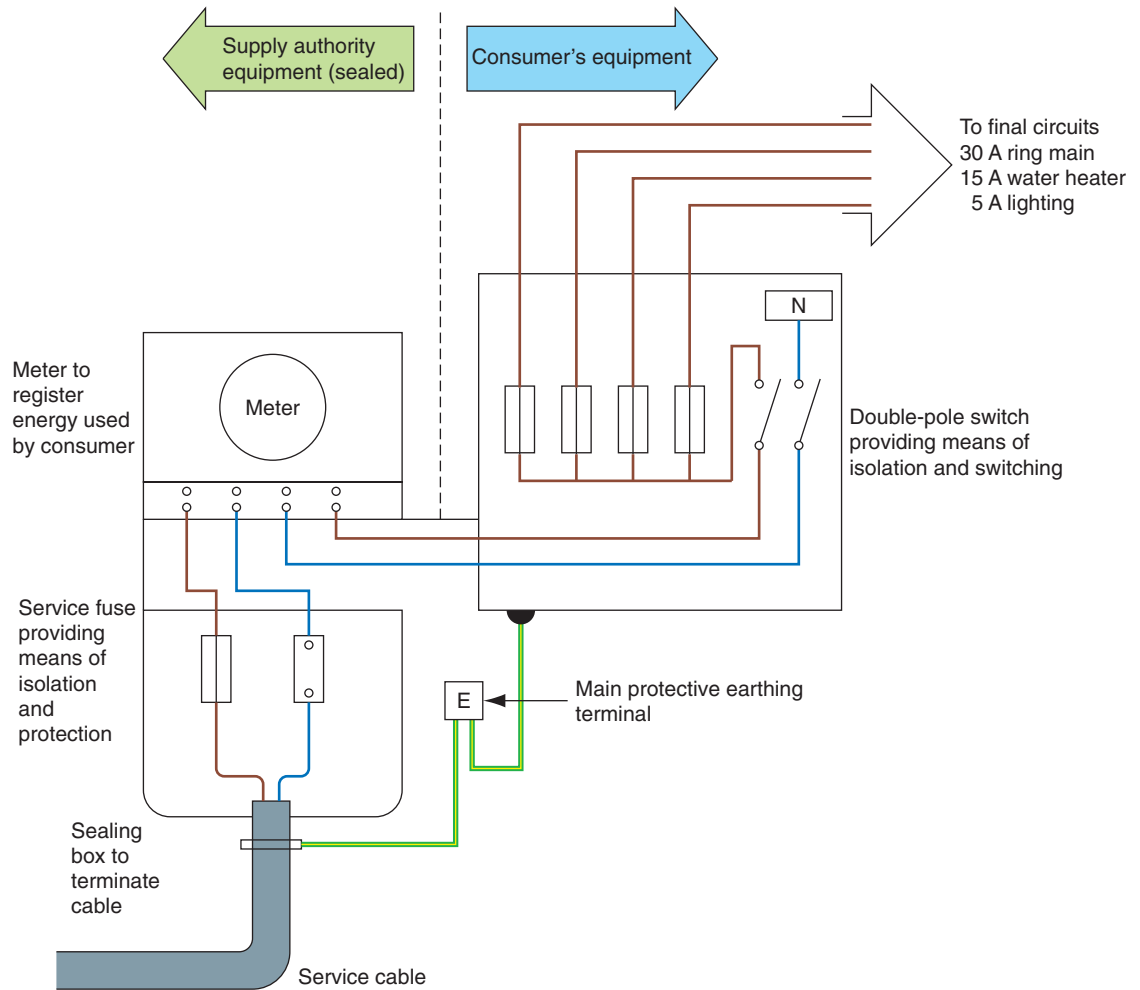 Supply authority
equipment (sealed)
Consumer’s equipment
To final circuits
30 A ring main
15 A water heater
5 A lighting
N
Meter to
register
energy used
by consumer
Meter
Double-pole switch
providing means of
isolation and switching
Service fuse
providing
means of
isolation
and
protection
E
Main protective earthing
terminal
Sealing
box to
terminate
cable
Service cable